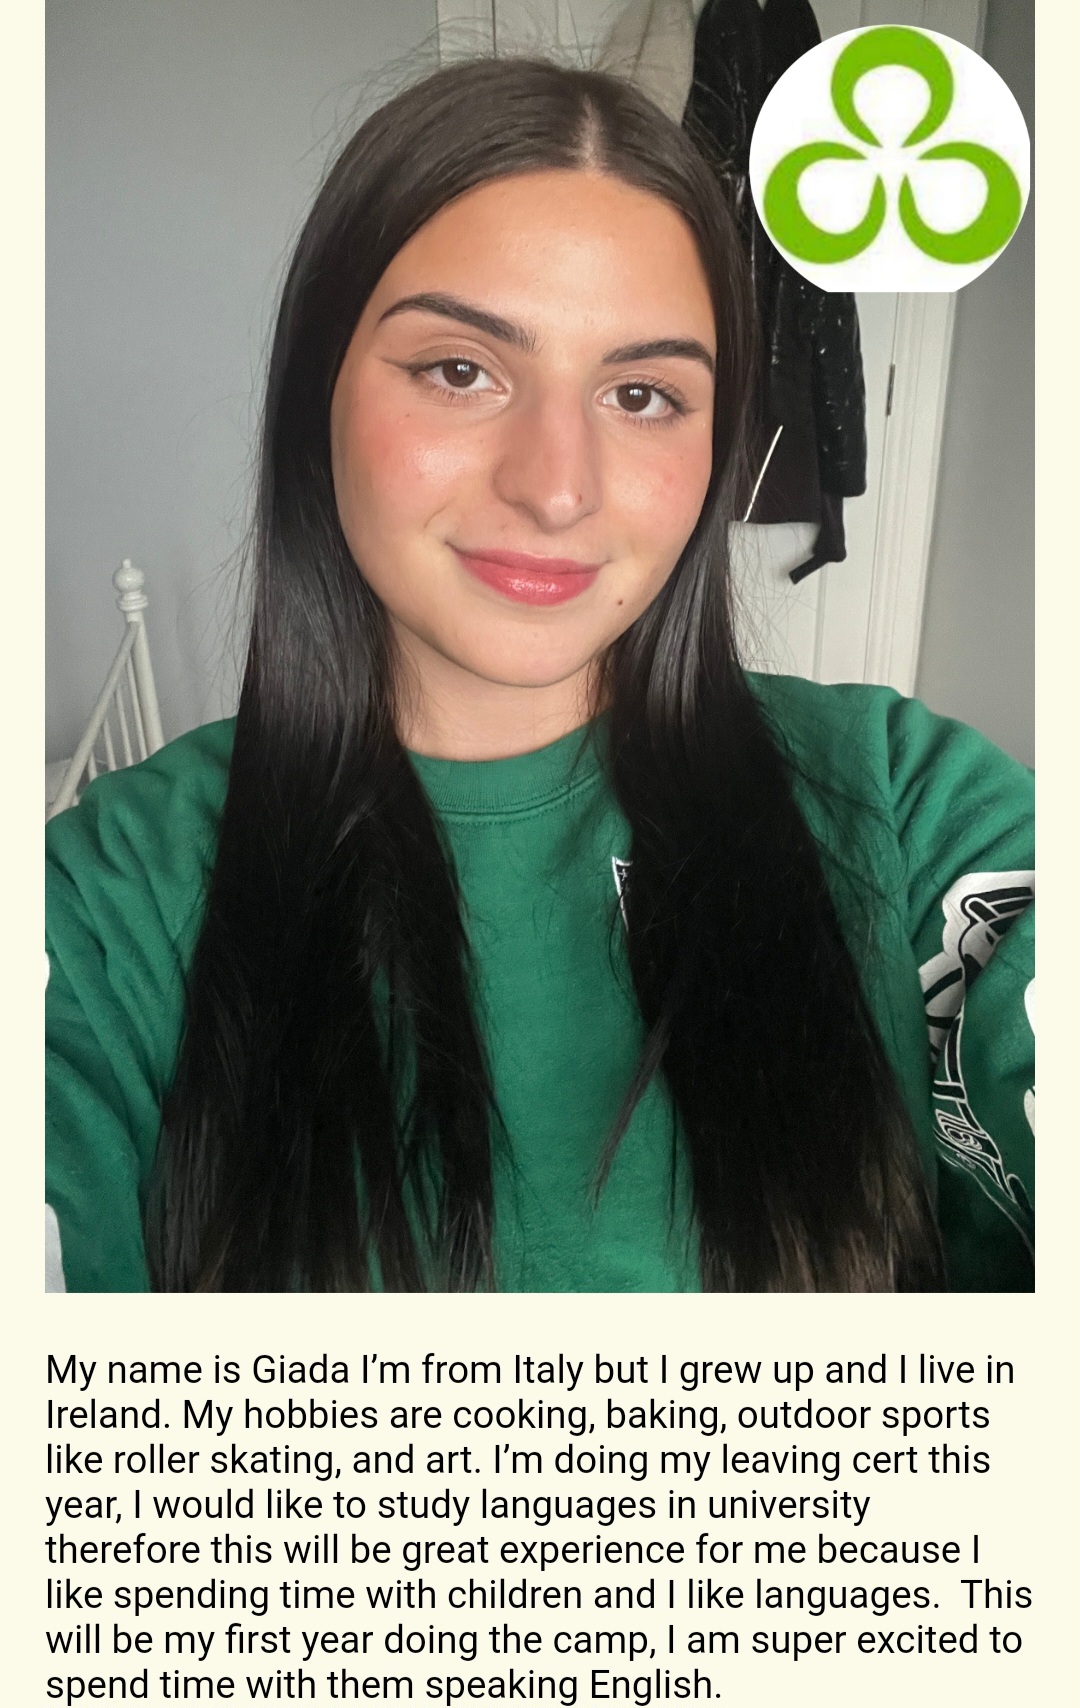 My name is Giada I’m from Italy but I grew up and I live in
Ireland. My hobbies are cooking, baking, outdoor sports
like roller skating, and art. I’m doing my leaving cert this
year, I would like to study languages in university
therefore this will be great experience for me because I
like spending time with children and I like languages.  This
will be my first year doing the camp, I am super excited to
spend time with them speaking English.